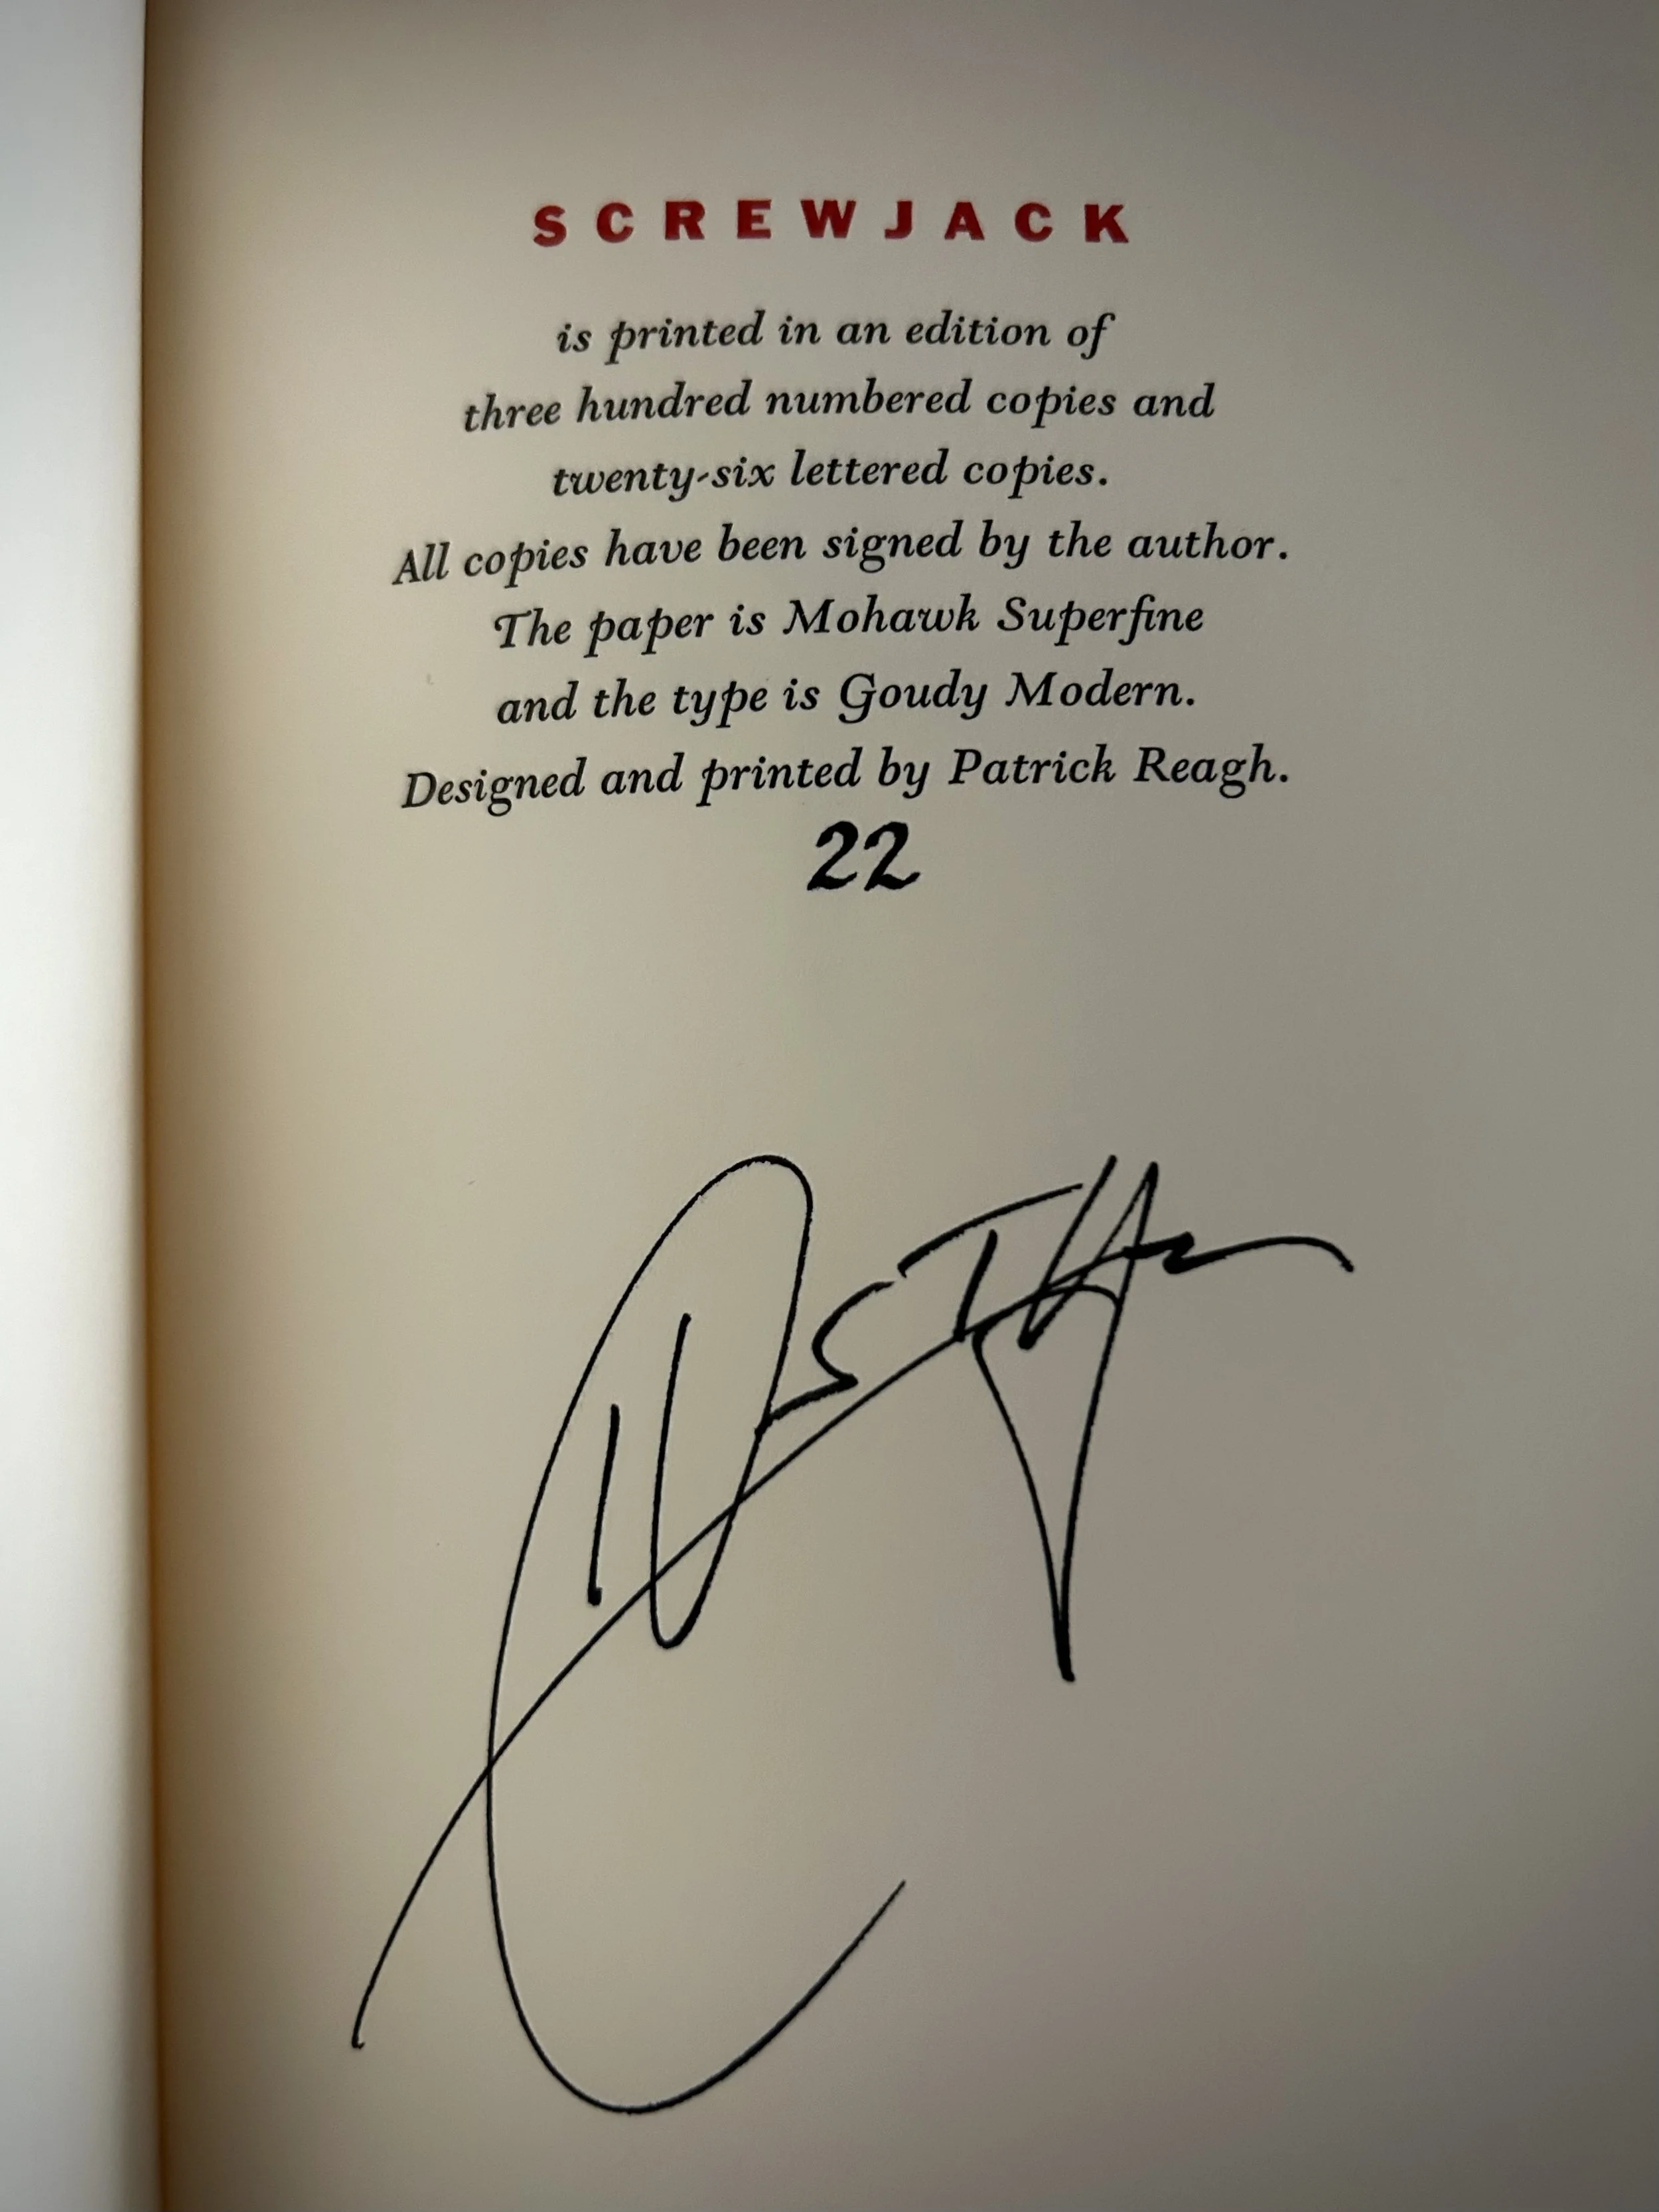 SCREWJACK
is printed in an edition of
three hundred numbered copies and
twenty-six lettered copies.
All copies have been signed by the author.
The paper is Mohawk Superfine
and the type is Goudy Modern.
Designed and printed by Patrick Reagh.
22